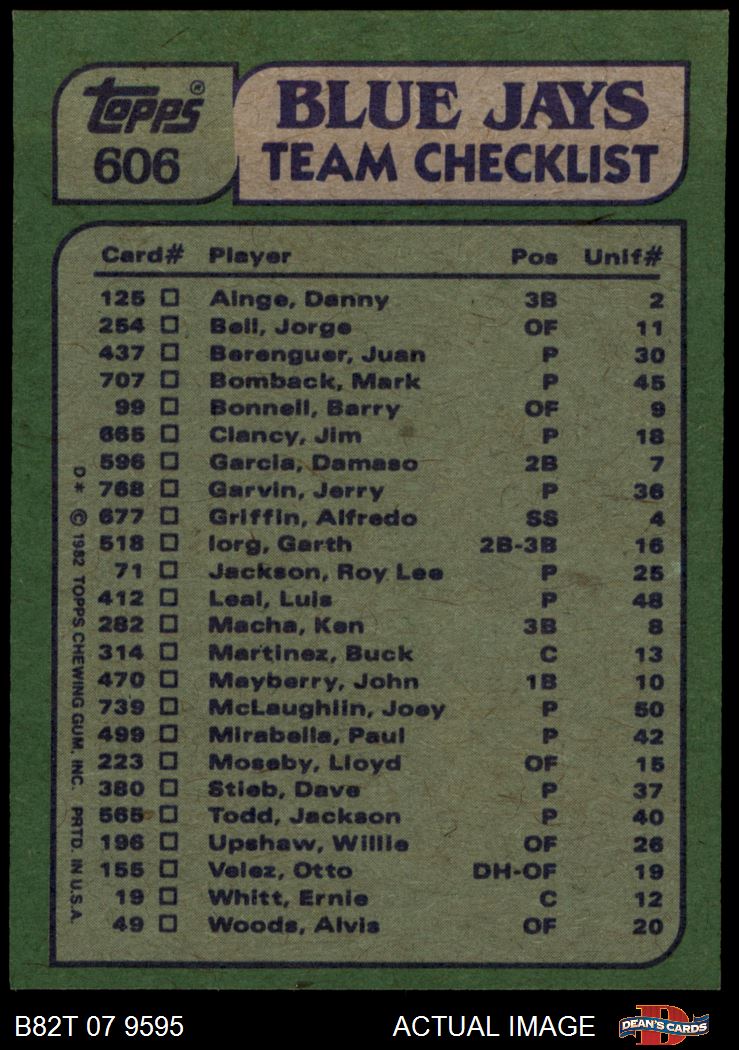 Topps®
606
BLUE JAYS
TEAM CHECKLIST
Card# Player Pos Unif#
125 Ainge, Danny 3B 2
254 Bell, Jorge OF 11
437 Berenguer, Juan P 30
707 Bomback, Mark P 45
99 Bonnell, Barry OF 9
665 Clancy, Jim P 18
596 Garcia, Damaso 2B 7
768 Garvin, Jerry P 36
677 Griffin, Alfredo SS 4
518 Iorg, Garth 2B-3B 16
71 Jackson, Roy Lee P 25
412 Leal, Luis P 48
282 Macha, Ken 3B 8
314 Martinez, Buck C 13
470 Mayberry, John 1B 10
739 McLaughlin, Joey P 50
499 Mirabella, Paul P 42
223 Moseby, Lloyd OF 15
380 Stieb, Dave P 37
565 Todd, Jackson P 40
196 Upshaw, Willie OF 26
155 Velez, Otto DH-OF 19
19 Whitt, Ernie C 12
49 Woods, Alvis OF 20
D* © 1982 TOPPS CHEWING GUM, INC. PRTD. IN U.S.A.
B82T 07 9595 ACTUAL IMAGE
D
DEAN'S CARDS